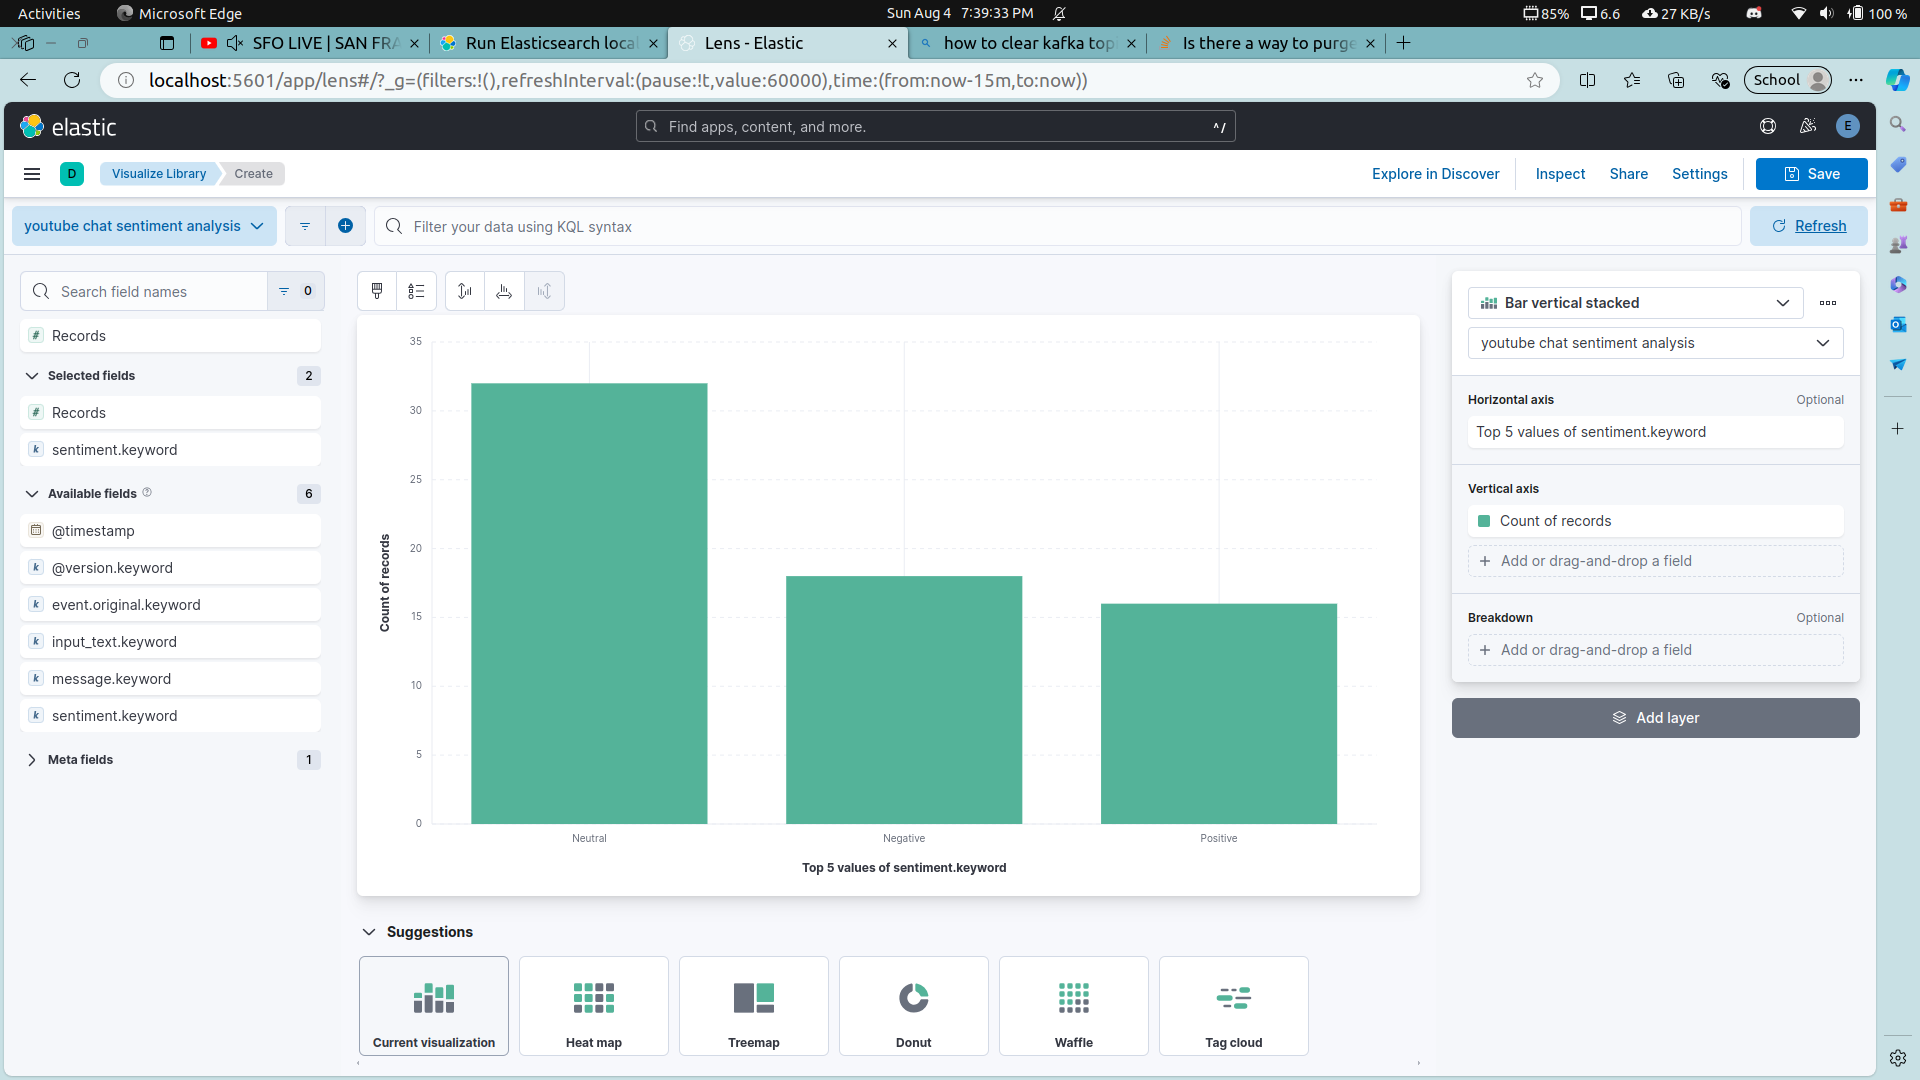 Activities
Microsoft Edge
Sun Aug 4 7:39:33 PM
85%
6.6
27 KB/s
100 %
SFO LIVE | SAN FRA
Run Elasticsearch loca
Lens - Elastic
how to clear kafka top
Is there a way to purge
localhost:5601/app/lens#/?_g=(filters:!(),refreshInterval:(pause:!t,value:60000),time:(from:now-15m,to:now))
School
elastic
Find apps, content, and more.
^/
E
D
Visualize Library
Create
Explore in Discover
Inspect
Share
Settings
Save
youtube chat sentiment analysis
Filter your data using KQL syntax
Refresh
Search field names
0
Records
Selected fields
2
Records
sentiment.keyword
Available fields
6
@timestamp
@version.keyword
event.original.keyword
input_text.keyword
message.keyword
sentiment.keyword
Meta fields
1
35
30
25
20
15
10
5
0
Count of records
Neutral
Negative
Positive
Top 5 values of sentiment.keyword
Suggestions
Current visualization
Heat map
Treemap
Donut
Waffle
Tag cloud
Bar vertical stacked
youtube chat sentiment analysis
Horizontal axis
Optional
Top 5 values of sentiment.keyword
Vertical axis
Count of records
Add or drag-and-drop a field
Breakdown
Optional
Add or drag-and-drop a field
Add layer